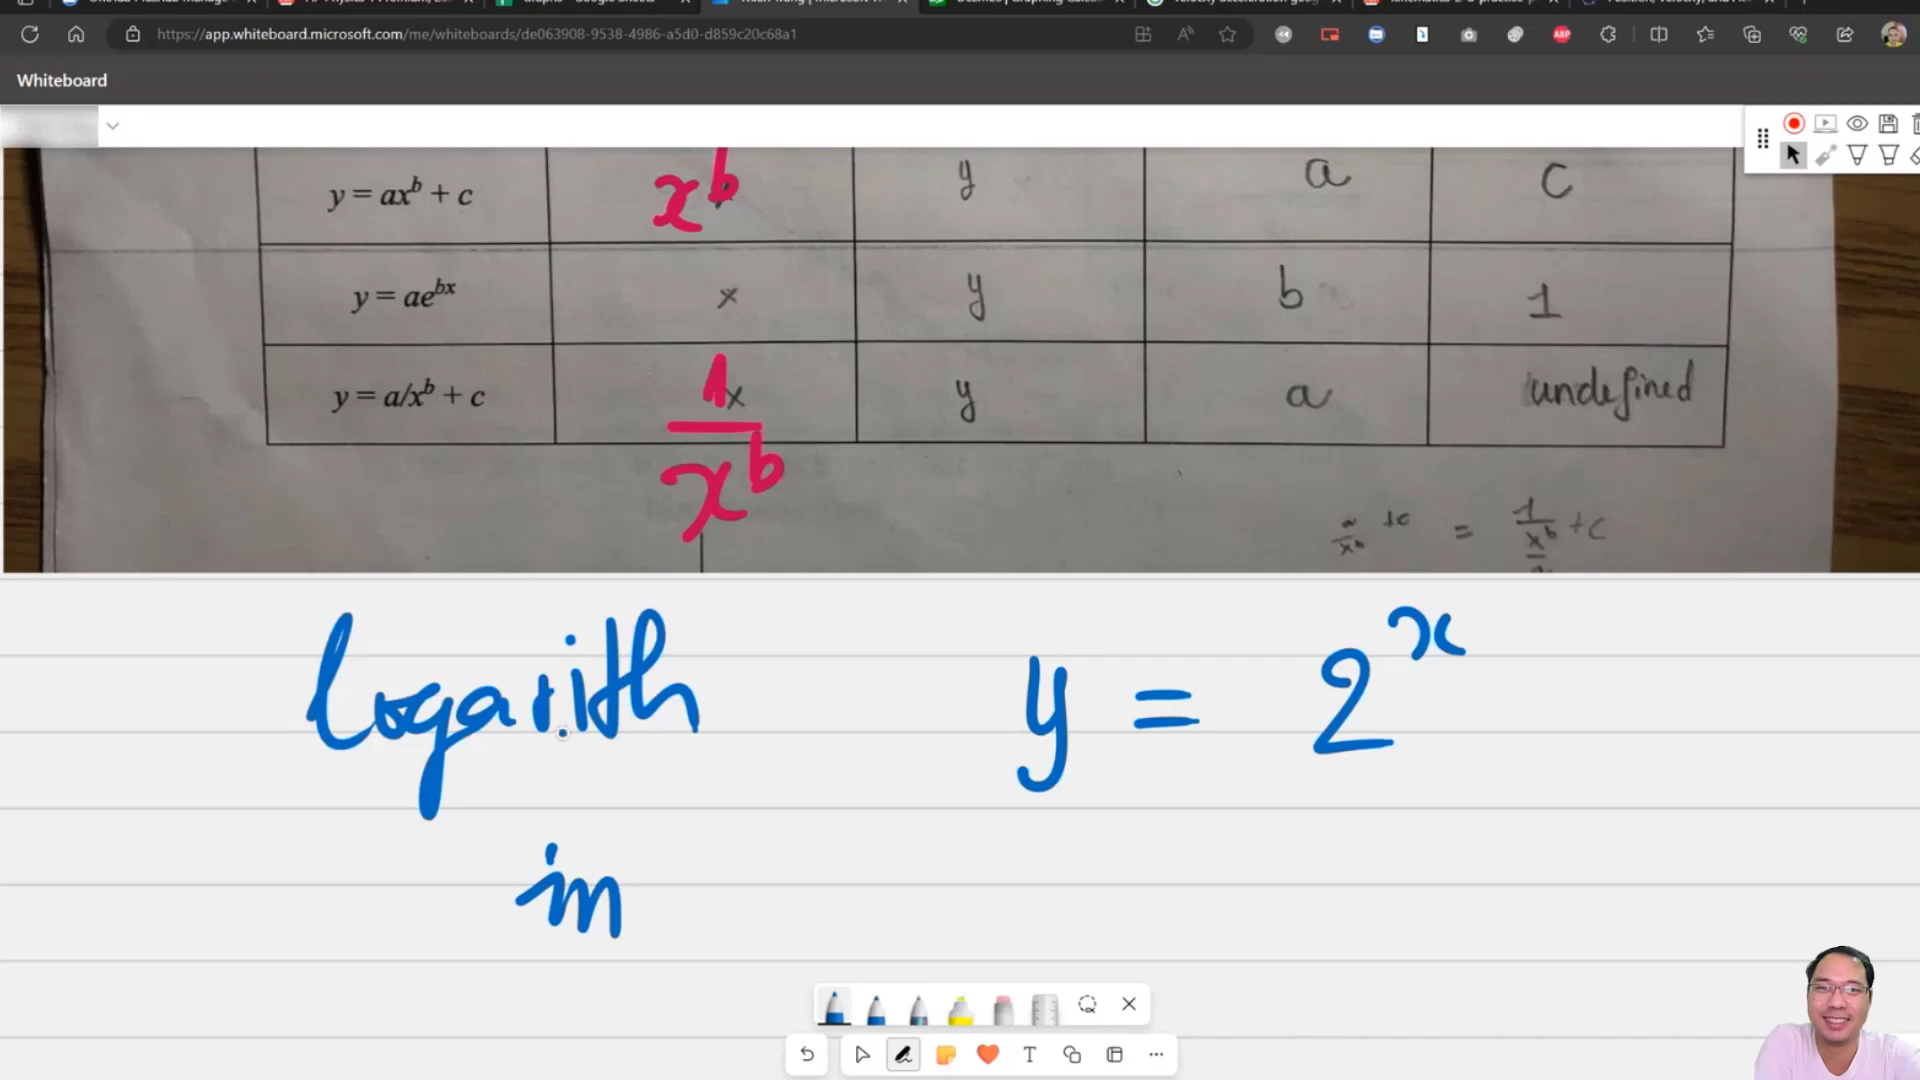 https://app.whiteboard.microsoft.com/me/whiteboards/de063908-9538-4986-a5d0-d859c20c68a1
ABP
Whiteboard
y = ax^b + c x^b y a c
y = ae^bx x y b 1
y = a/x^b + c 1/x^b x y a undefined
a/x^b + c = 1/x^b + c
logarith y = 2^x
in
T